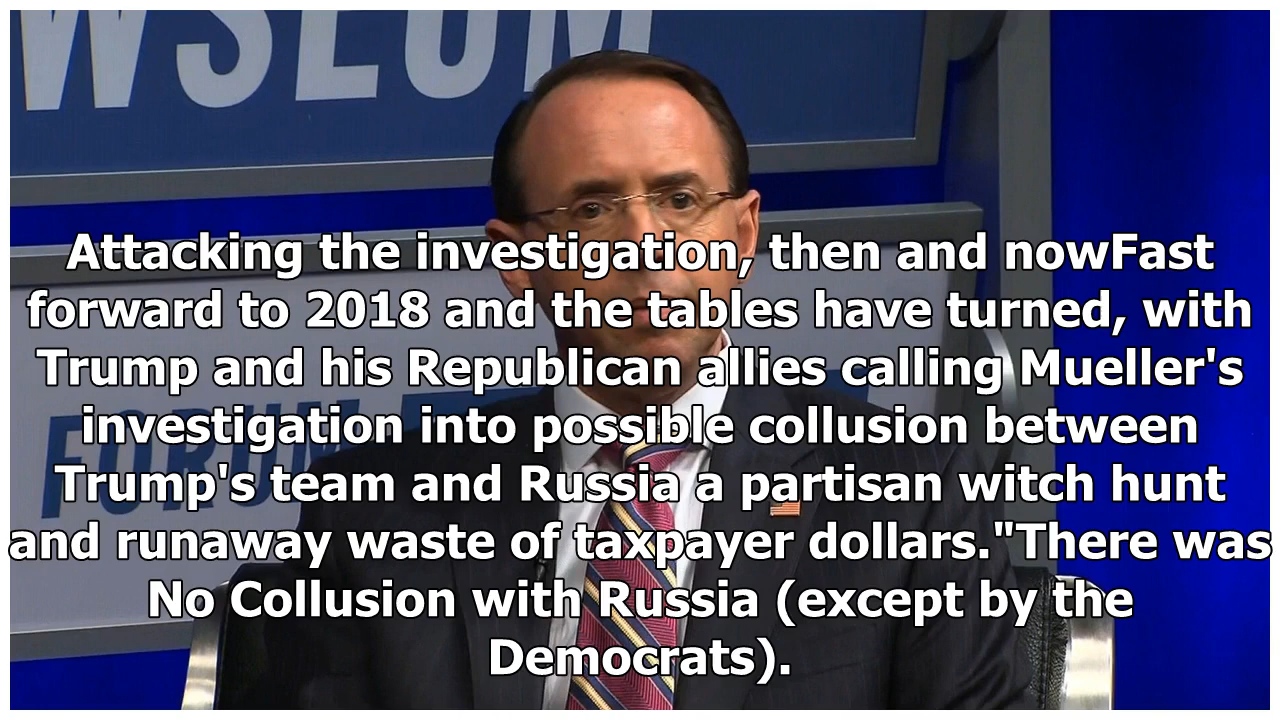 WSEUM
Attacking the investigation, then and nowFast
forward to 2018 and the tables have turned, with
Trump and his Republican allies calling Mueller's
investigation into possible collusion between
Trump's team and Russia a partisan witch hunt
and runaway waste of taxpayer dollars."There was
No Collusion with Russia (except by the
Democrats).
FORUM